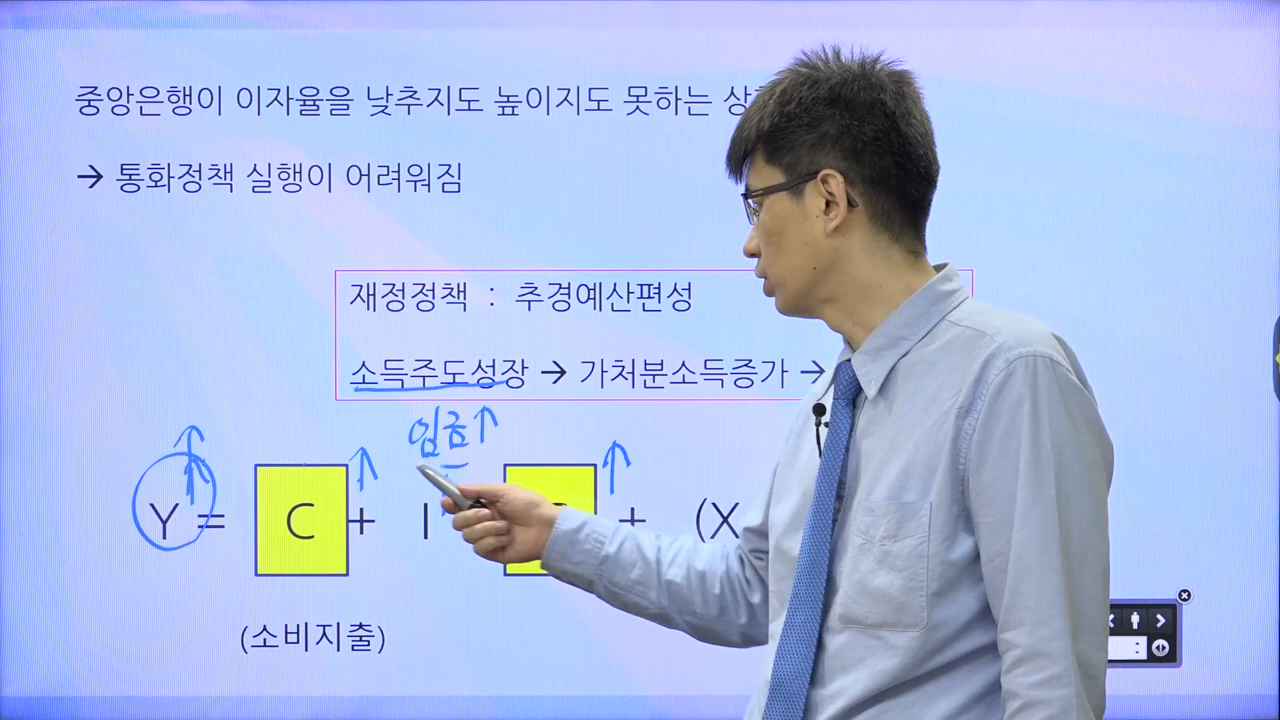 중앙은행이 이자율을 낮추지도 높이지도 못하는
→ 통화정책 실행이 어려워짐
재정정책 : 추경예산편성
소득주도성장 → 가처분소득증가 →
임금↑
Y = C + I + (X
(소비지출)